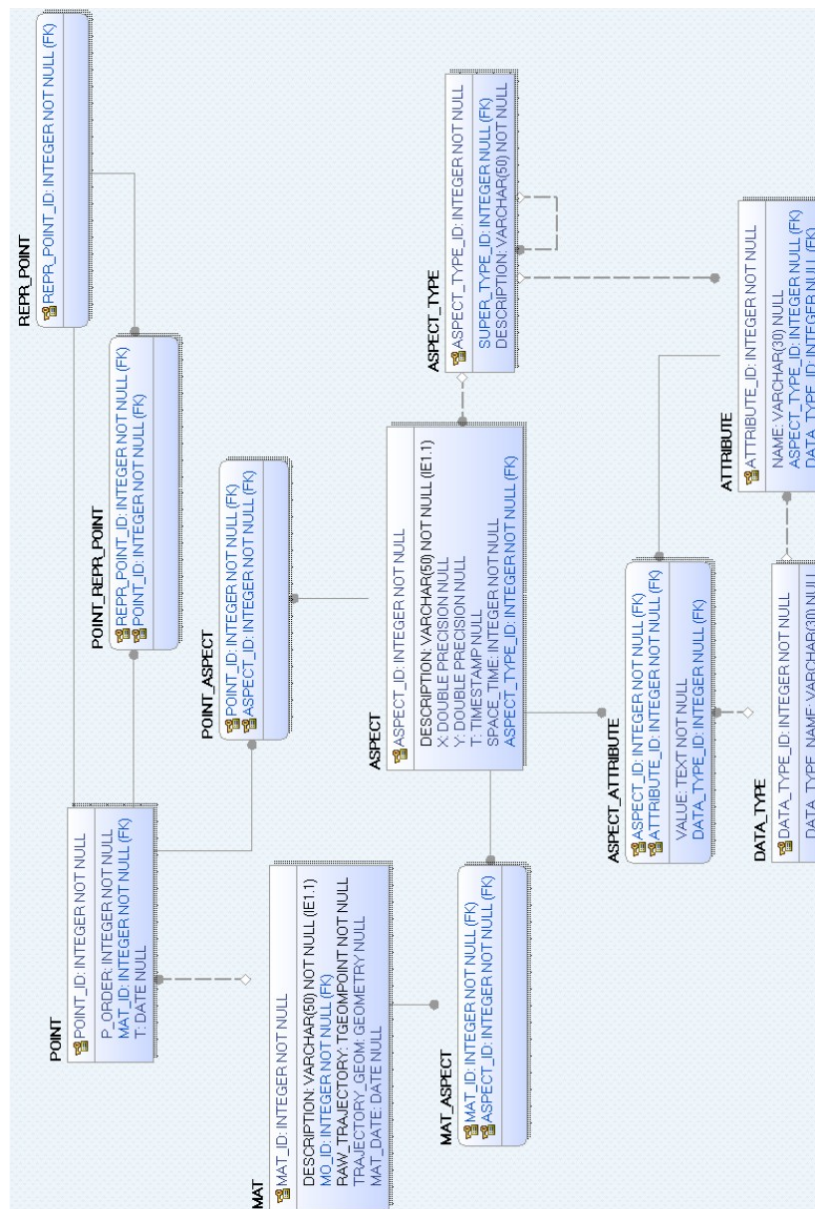 REPR_POINT
REPR_POINT_ID: INTEGER NOT NULL (FK)
POINT_REPR_POINT
REPR_POINT_ID: INTEGER NOT NULL (FK)
POINT_ID: INTEGER NOT NULL (FK)
POINT
POINT_ID: INTEGER NOT NULL
P_ORDER: INTEGER NOT NULL
MAT_ID: INTEGER NOT NULL (FK)
T: DATE NULL
POINT_ASPECT
POINT_ID: INTEGER NOT NULL (FK)
ASPECT_ID: INTEGER NOT NULL (FK)
MAT
MAT_ID: INTEGER NOT NULL
DESCRIPTION: VARCHAR(50) NOT NULL (IE1.1)
MO_ID: INTEGER NOT NULL (FK)
RAW_TRAJECTORY: TGEOMPOINT NOT NULL
TRAJECTORY_GEOM: GEOMETRY NULL
MAT_DATE: DATE NULL
ASPECT
ASPECT_ID: INTEGER NOT NULL
DESCRIPTION: VARCHAR(50) NOT NULL (IE1.1)
X: DOUBLE PRECISION NULL
Y: DOUBLE PRECISION NULL
T: TIMESTAMP NULL
SPACE_TIME: INTEGER NOT NULL
ASPECT_TYPE_ID: INTEGER NOT NULL (FK)
ASPECT_TYPE
ASPECT_TYPE_ID: INTEGER NOT NULL
SUPER_TYPE_ID: INTEGER NULL (FK)
DESCRIPTION: VARCHAR(50) NOT NULL
MAT_ASPECT
MAT_ID: INTEGER NOT NULL (FK)
ASPECT_ID: INTEGER NOT NULL (FK)
ASPECT_ATTRIBUTE
ASPECT_ID: INTEGER NOT NULL (FK)
ATTRIBUTE_ID: INTEGER NOT NULL (FK)
VALUE: TEXT NOT NULL
DATA_TYPE_ID: INTEGER NULL (FK)
ATTRIBUTE
ATTRIBUTE_ID: INTEGER NOT NULL
NAME: VARCHAR(30) NULL
ASPECT_TYPE_ID: INTEGER NULL (FK)
DATA_TYPE_ID: INTEGER NULL (FK)
DATA_TYPE
DATA_TYPE_ID: INTEGER NOT NULL
DATA_TYPE_NAME: VARCHAR(30) NULL